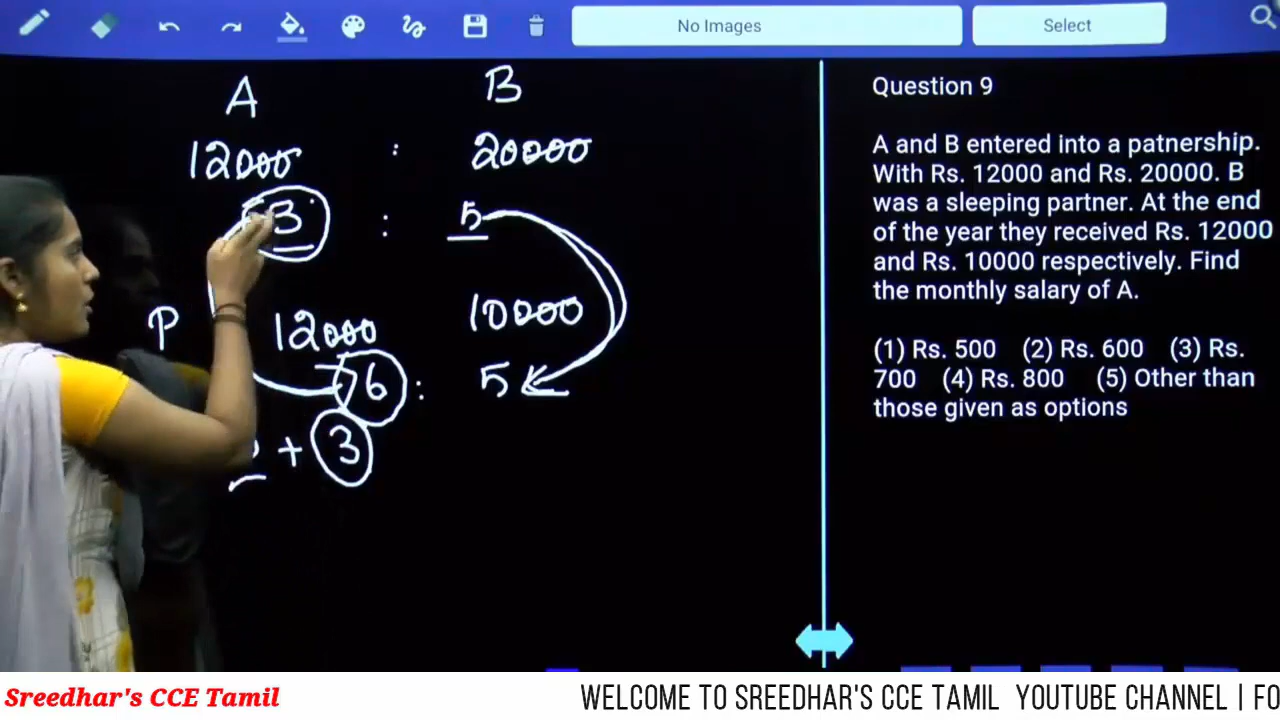 No Images
Select
A B
12000 : 20000
3 : 5
P 12000 10000
6 : 5
+ 3
Question 9
A and B entered into a patnership.
With Rs. 12000 and Rs. 20000. B
was a sleeping partner. At the end
of the year they received Rs. 12000
and Rs. 10000 respectively. Find
the monthly salary of A.
(1) Rs. 500 (2) Rs. 600 (3) Rs.
700 (4) Rs. 800 (5) Other than
those given as options
Sreedhar's CCE Tamil
WELCOME TO SREEDHAR'S CCE TAMIL YOUTUBE CHANNEL | FO